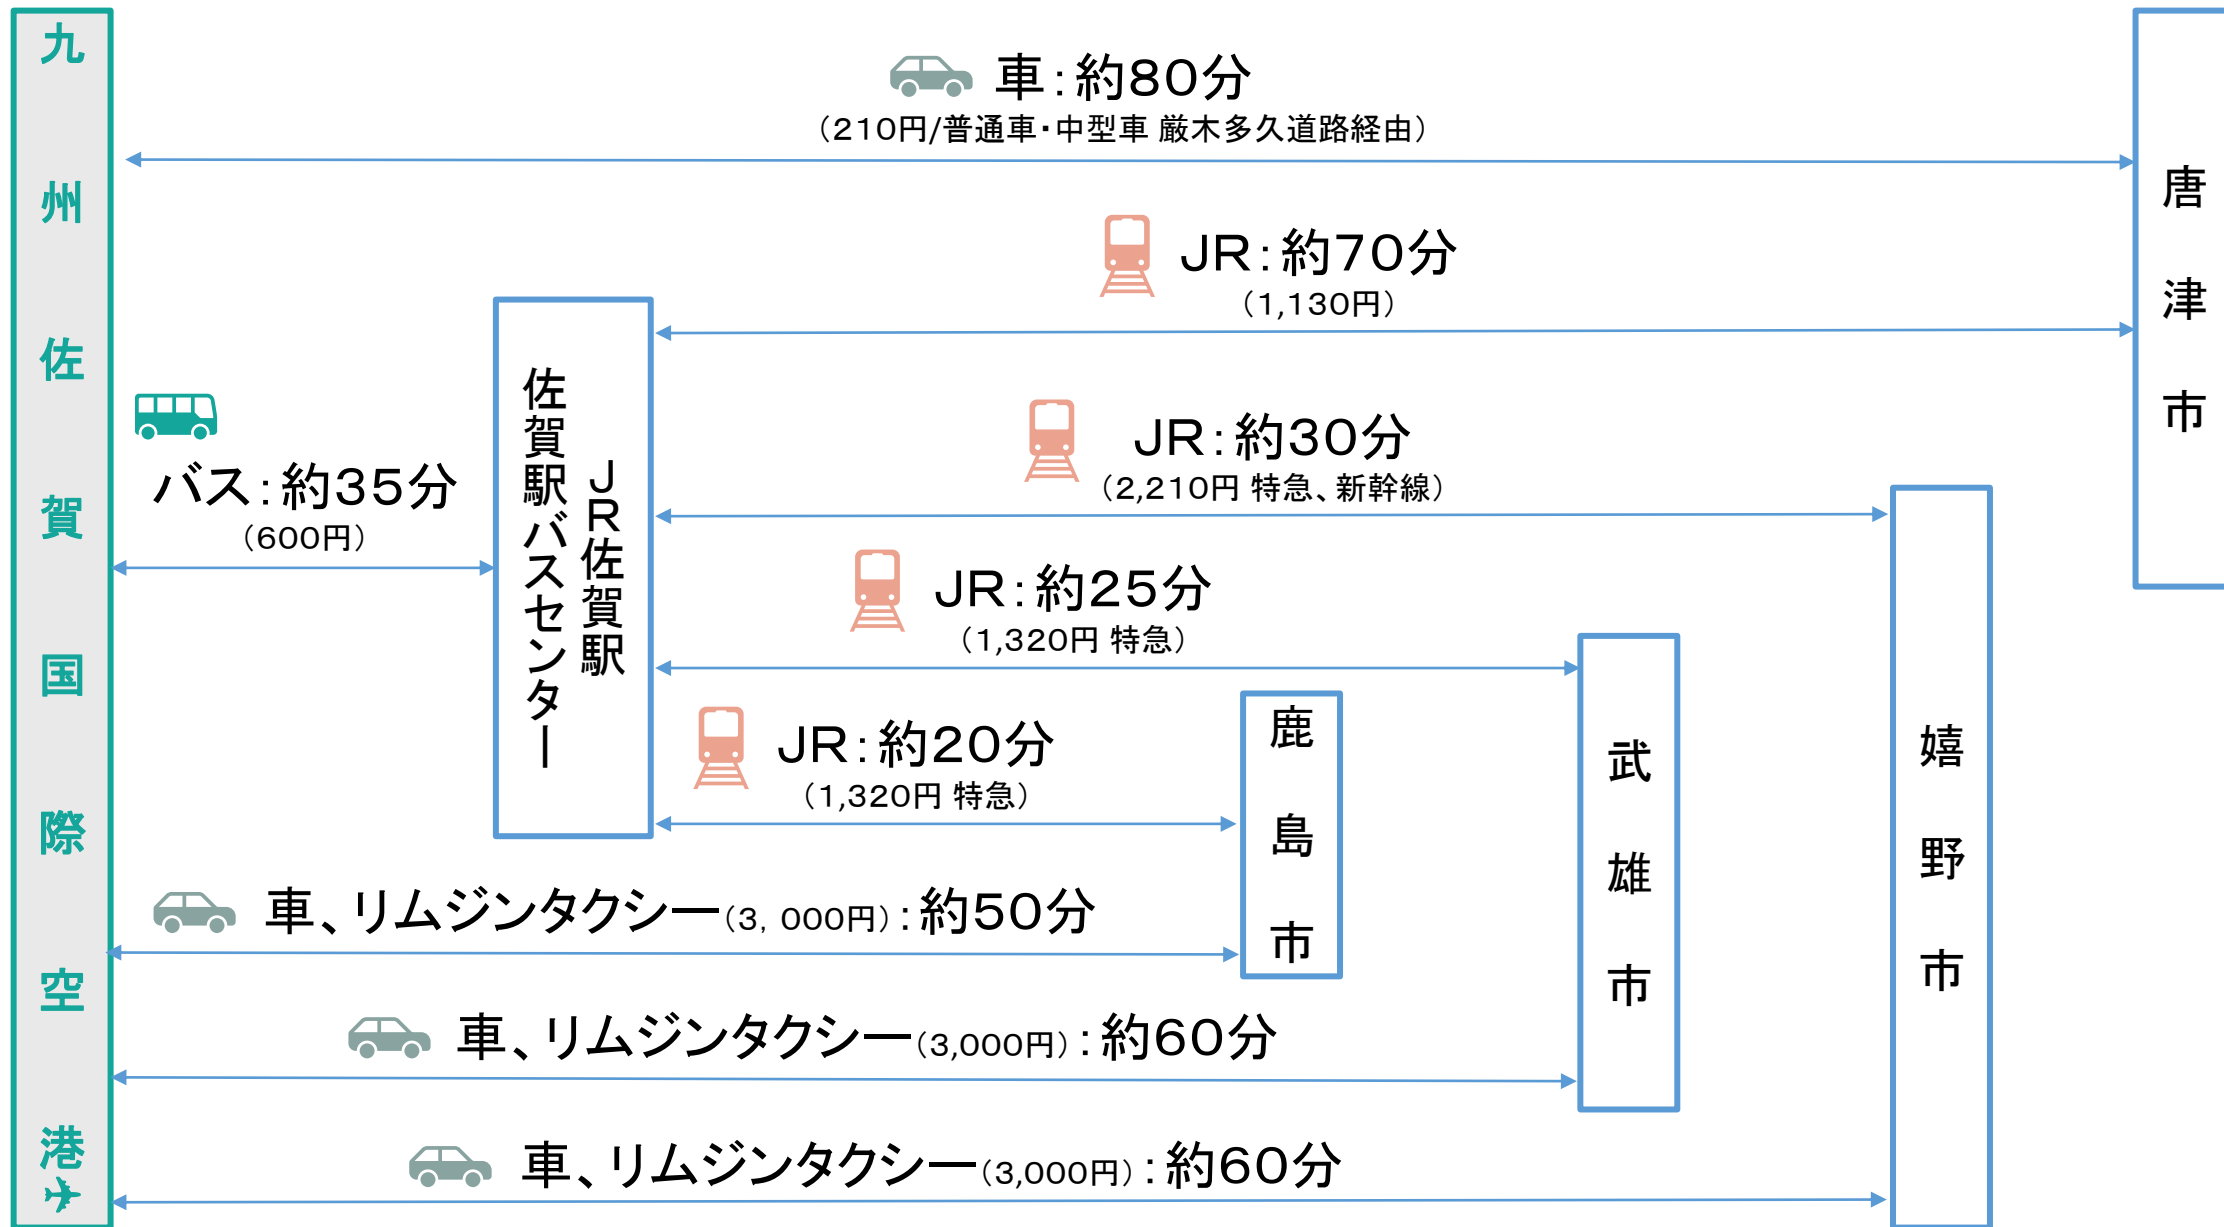 九州佐賀国際空港
車：約80分
（210円/普通車・中型車 厳木多久道路経由）
唐津市
JR：約70分
（1,130円）
バス：約35分
（600円）
JR佐賀駅
佐賀駅バスセンター
JR：約30分
（2,210円 特急、新幹線）
嬉野市
JR：約25分
（1,320円 特急）
武雄市
JR：約20分
（1,320円 特急）
鹿島市
車、リムジンタクシー（3，000円）：約50分
車、リムジンタクシー（3,000円）：約60分
車、リムジンタクシー（3,000円）：約60分